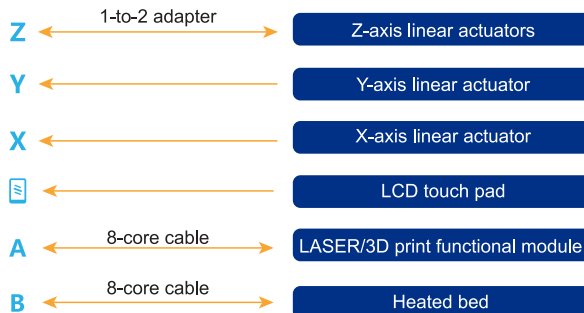 Z 1-to-2 adapter Z-axis linear actuators
Y Y-axis linear actuator
X X-axis linear actuator
LCD touch pad
A 8-core cable LASER/3D print functional module
B 8-core cable Heated bed